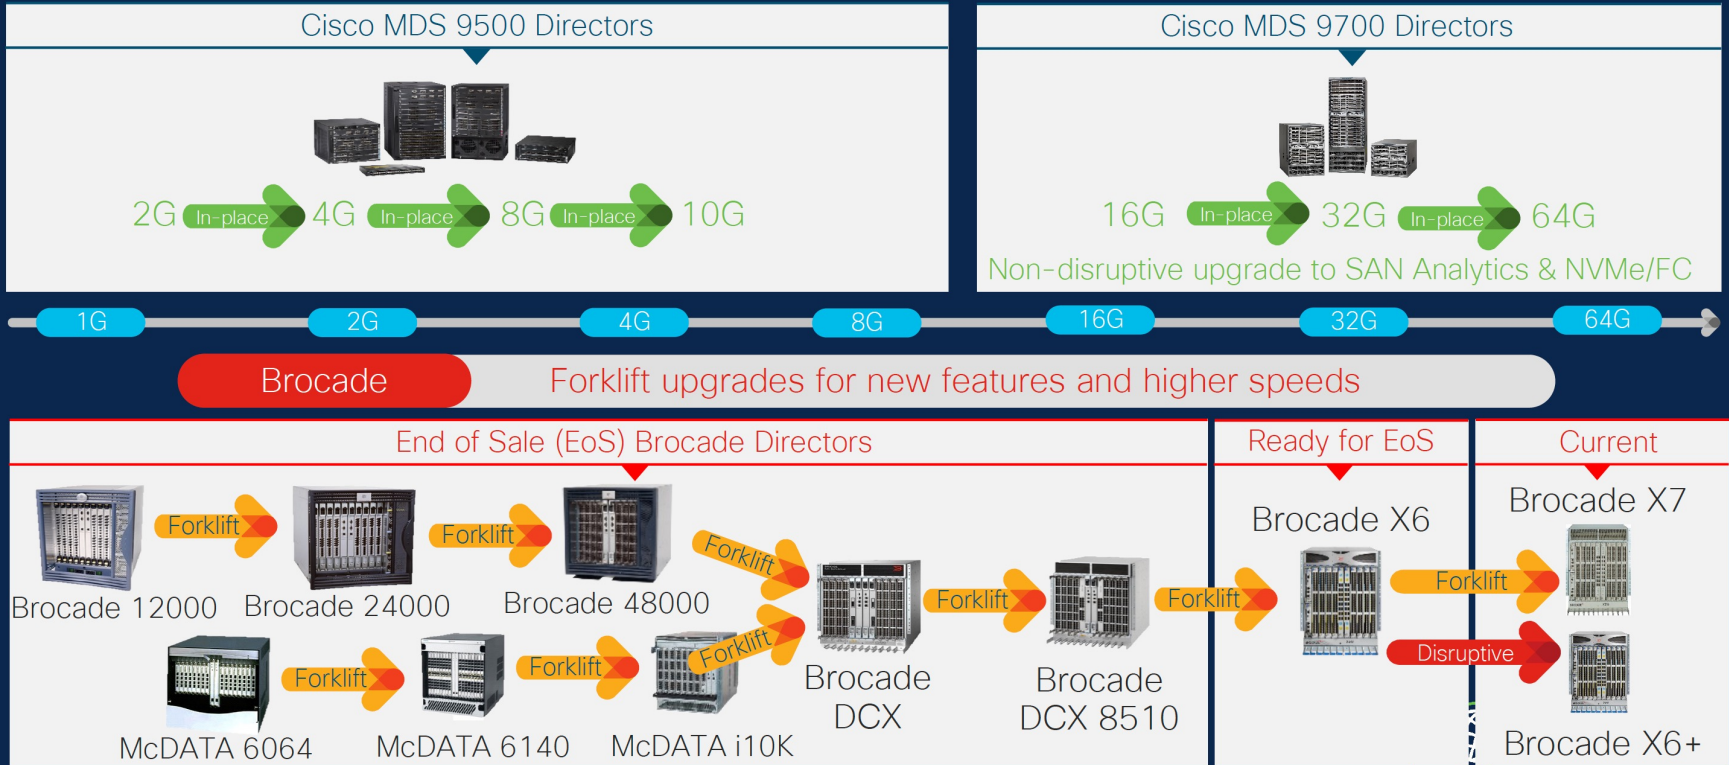 Cisco MDS 9500 Directors
2G In-place 4G In-place 8G In-place 10G
Cisco MDS 9700 Directors
16G In-place 32G In-place 64G
Non-disruptive upgrade to SAN Analytics & NVMe/FC
1G 2G 4G 8G 16G 32G 64G
Brocade Forklift upgrades for new features and higher speeds
End of Sale (EoS) Brocade Directors
Forklift Forklift Forklift
Brocade 12000 Brocade 24000 Brocade 48000
Forklift Forklift Forklift
McDATA 6064 McDATA 6140 McDATA i10K
Forklift Forklift
Brocade
DCX
Brocade
DCX 8510
Ready for EoS
Brocade X6
Current
Brocade X7
Forklift
Disruptive
Brocade X6+